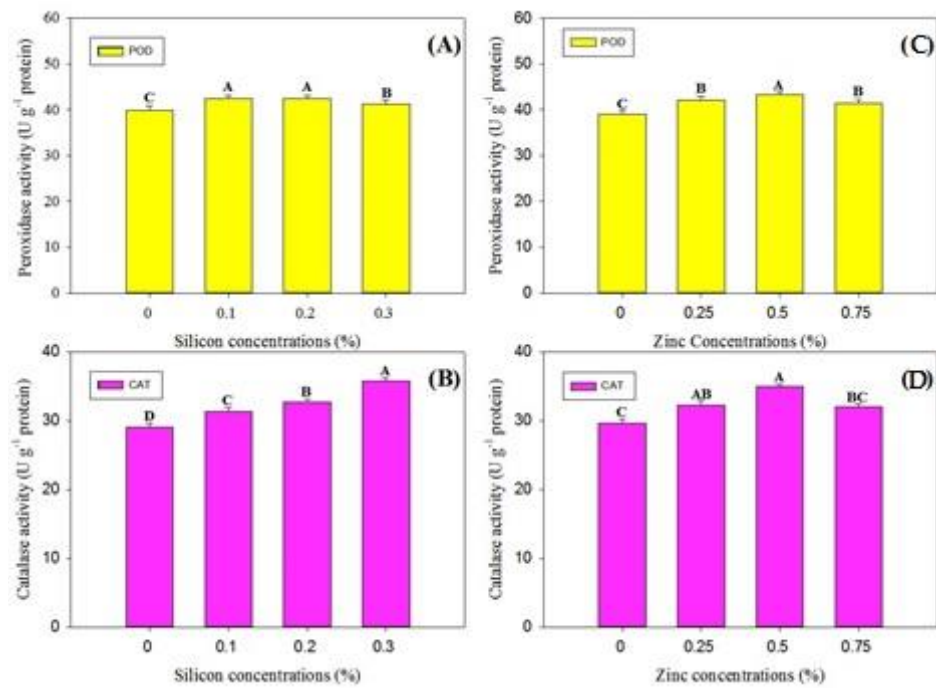 60
50
40
30
20
10
0
Peroxidase activity (U g⁻¹ protein)
POD
(A)
C
A
A
B
0 0.1 0.2 0.3
Silicon concentrations (%)
60
50
40
30
20
10
0
Peroxidase activity (U g⁻¹ protein)
POD
(C)
C
B
A
B
0 0.25 0.5 0.75
Zinc Concentrations (%)
40
30
20
10
0
Catalase activity (U g⁻¹ protein)
CAT
(B)
D
C
B
A
0 0.1 0.2 0.3
Silicon concentrations (%)
40
30
20
10
0
Catalase activity (U g⁻¹ protein)
CAT
(D)
C
AB
A
BC
0 0.25 0.5 0.75
Zinc concentrations (%)